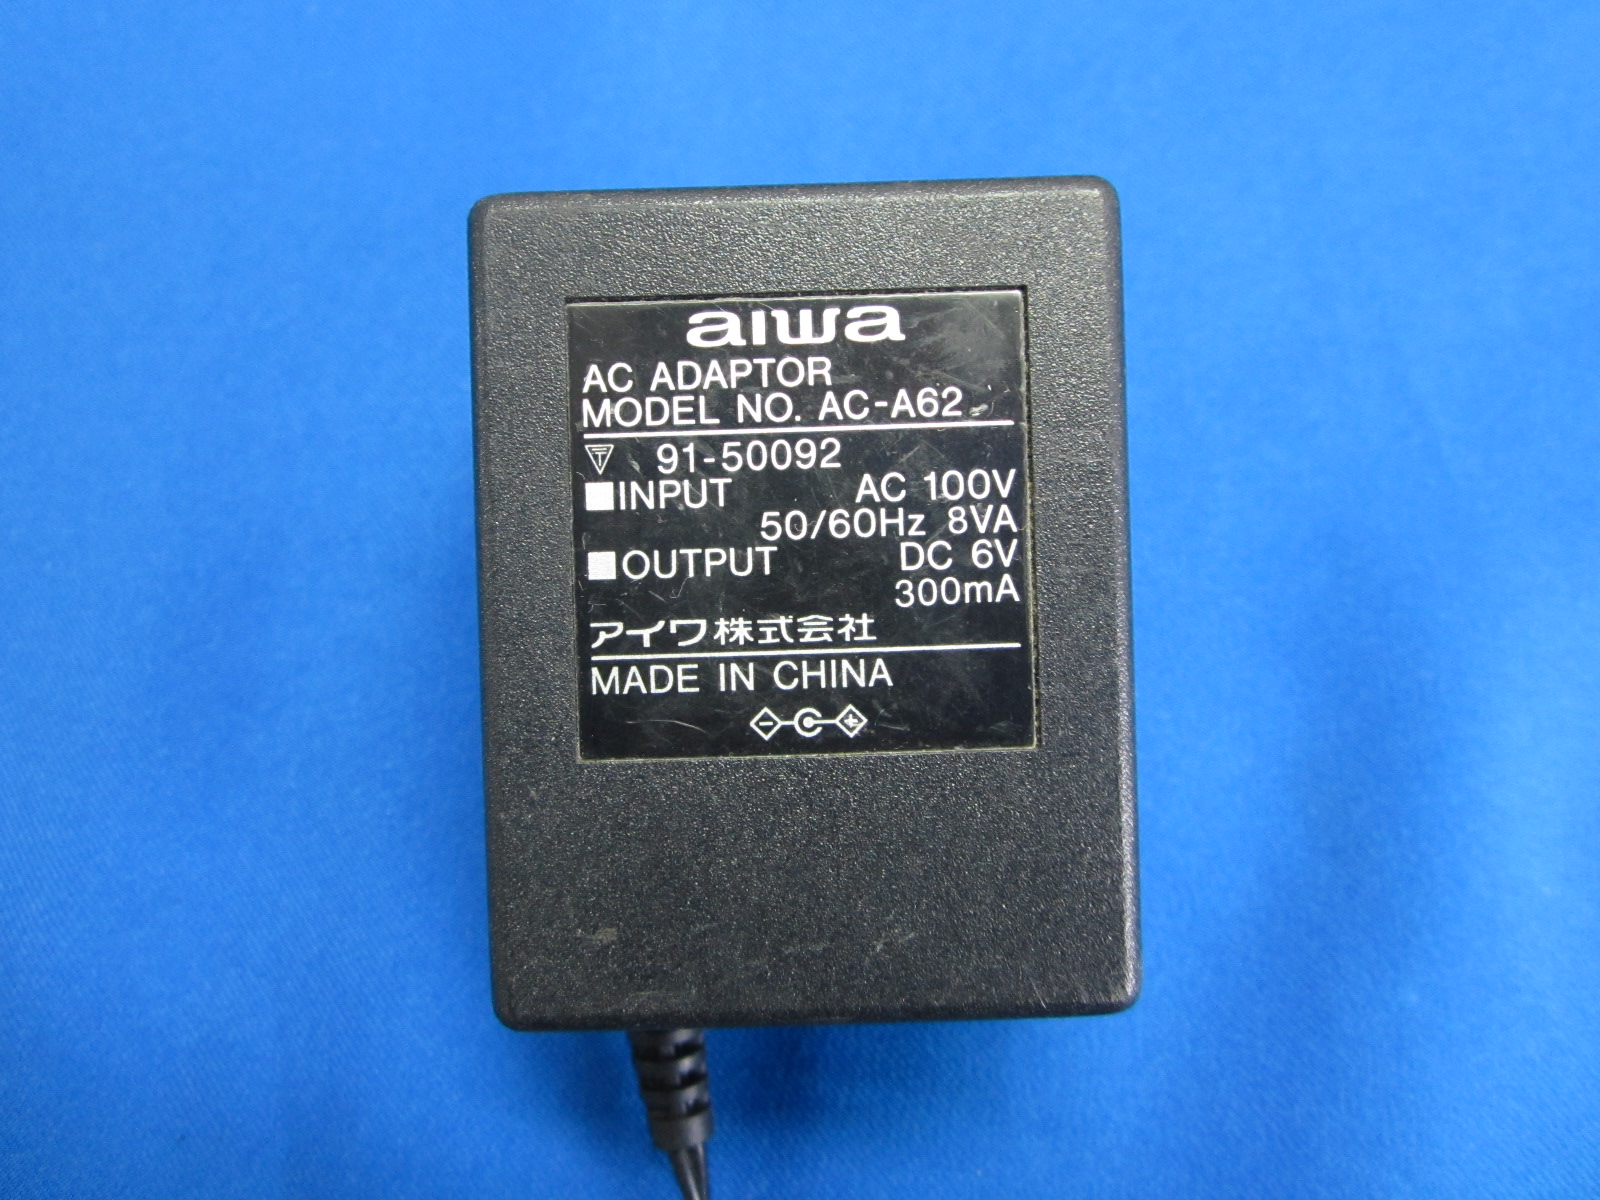 aiwa
AC ADAPTOR
MODEL NO. AC-A62
91-50092
■INPUT AC 100V
50/60Hz 8VA
■OUTPUT DC 6V
300mA
アイワ株式会社
MADE IN CHINA